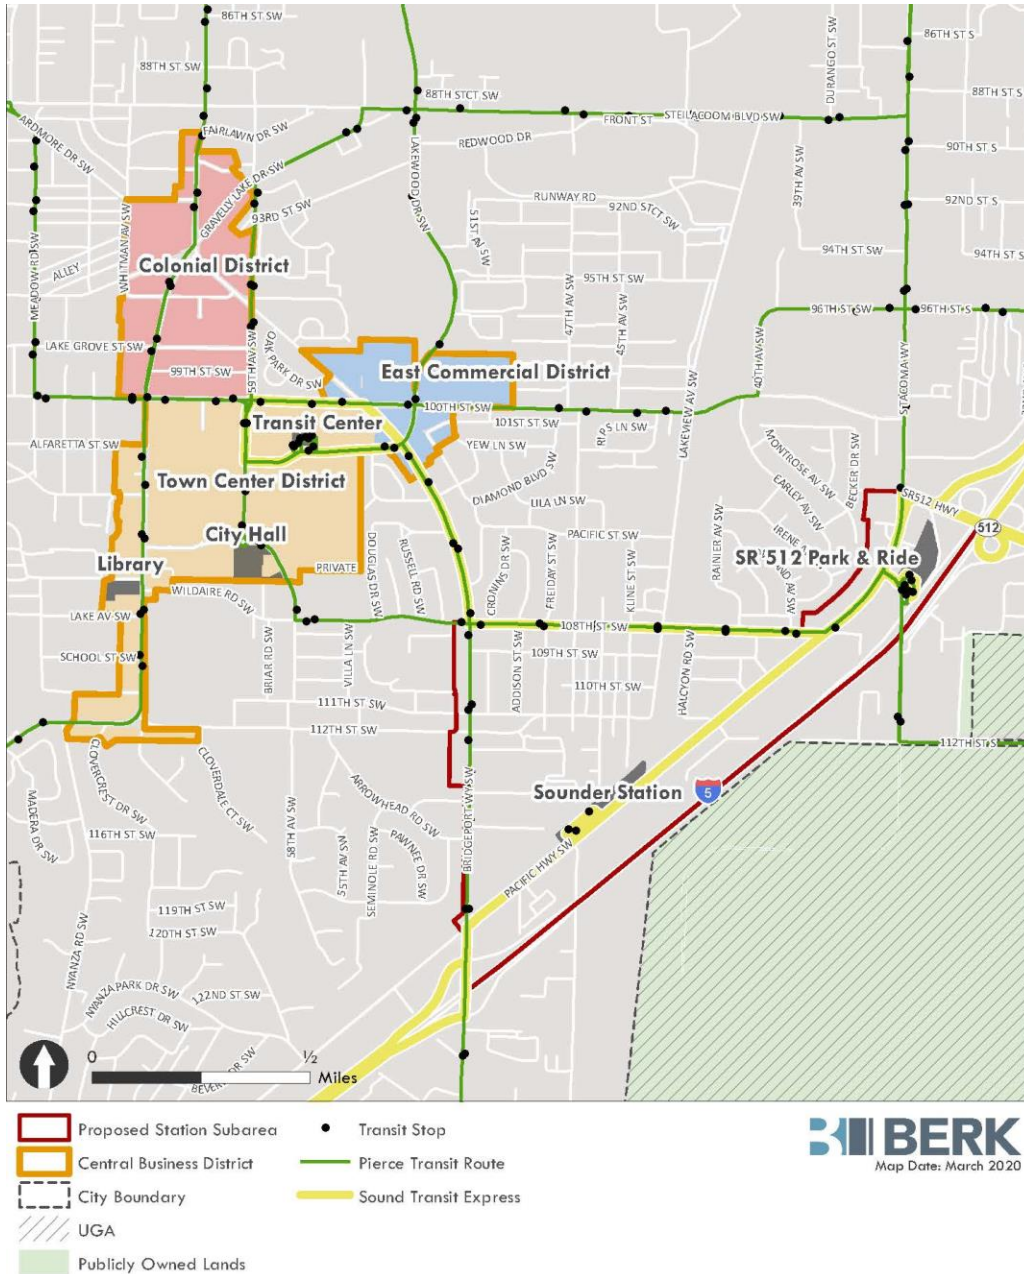 86TH ST SW
86TH ST S
88TH ST SW
DURANGO ST SW
88TH STCT SW
88TH ST S
ARDMORE DR SW
FAIRLAWN DR SW
FRONT ST
STEILACOOM BLVD SW
REDWOOD DR
90TH ST S
LAKEWOOD DR SW
GRAVELLY LAKE DR SW
39TH AV SW
RUNWAY RD
92ND STCT SW
92ND ST S
93RD ST SW
51ST AV SW
WHITMAN AV SW
MEADOW RD SW
ALLEY
94TH ST SW
94TH ST S
Colonial District
95TH ST SW
47TH AV SW
45TH AV SW
96TH ST SW
96TH ST S
LAKE GROVE ST SW
59TH AV SW
OAK PARK DR SW
40TH AV SW
S TACOMA WY
99TH ST SW
East Commercial District
LAKEVIEW AV SW
100TH ST SW
101ST ST SW
Transit Center
ALFARETTA ST SW
YEW LN SW
MONTROSE AV SW
BECKER DR SW
Town Center District
DIAMOND BLVD SW
EARLEY AV SW
LILA LN SW
SR512 HWY
City Hall
PACIFIC ST SW
512
DOUGLAS DR SW
RUSSELL RD SW
CRONINS DR SW
FREIDAY ST SW
KLINE ST SW
RAINIER AV SW
SR 512 Park & Ride
Library
PRIVATE
WILDAIRE RD SW
LAKE AV SW
108TH ST SW
SCHOOL ST SW
BRIAR RD SW
VILLA LN SW
ADDISON ST SW
109TH ST SW
HALCYON RD SW
110TH ST SW
111TH ST SW
112TH ST SW
112TH ST S
CLOVERCREST DR SW
CLOVERDALE CT SW
Sounder Station
5
MADERA DR SW
ARROWHEAD RD SW
BRIDGEPORT WY SW
116TH ST SW
58TH AV SW
55TH AV SW
SEMINOLE RD SW
PAWNEE DR SW
PACIFIC HWY SW
119TH ST SW
120TH ST SW
NYANZA RD SW
NYANZA PARK DR SW
122ND ST SW
HILLCREST DR SW
0
½
Miles
Proposed Station Subarea
Transit Stop
Central Business District
Pierce Transit Route
City Boundary
Sound Transit Express
UGA
Publicly Owned Lands
BERK
Map Date: March 2020